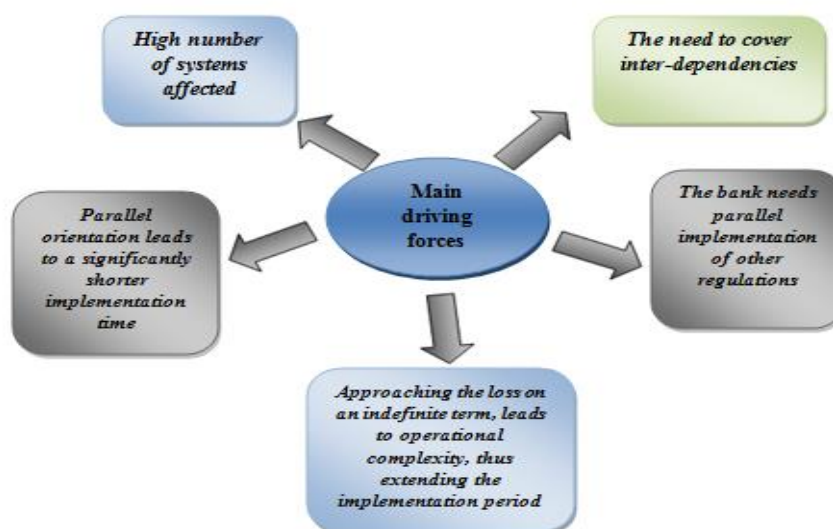 High number
of systems
affected
The need to cover
inter-dependencies
Main
driving
forces
Parallel
orientation leads
to a significantly
shorter
implementation
time
The bank needs
parallel
implementation
of other
regulations
Approaching the loss on
an indefinite term, leads
to operational
complexity, thus
extending the
implementation period